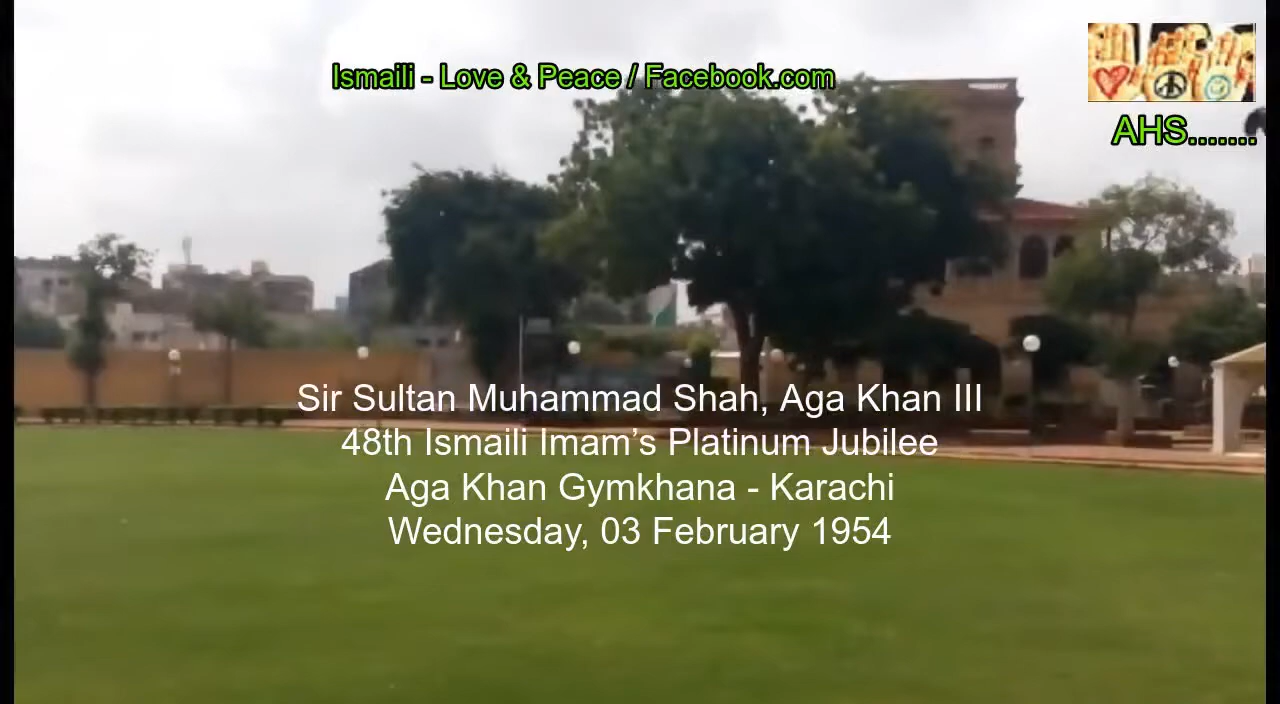 Ismaili - Love & Peace / Facebook.com
AHS.......
Sir Sultan Muhammad Shah, Aga Khan III
48th Ismaili Imam’s Platinum Jubilee
Aga Khan Gymkhana - Karachi
Wednesday, 03 February 1954